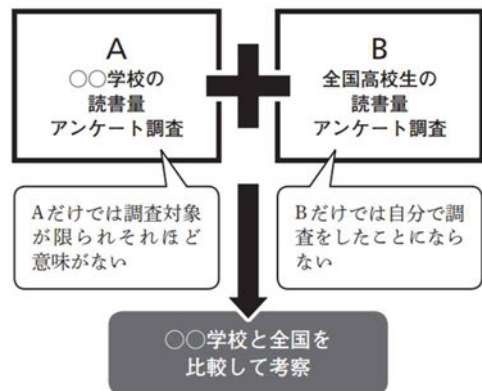 A
○○学校の
読書量
アンケート調査
B
全国高校生の
読書量
アンケート調査
Aだけでは調査対象
が限られそれほど
意味がない
Bだけでは自分で調
査をしたことになら
ない
○○学校と全国を
比較して考察